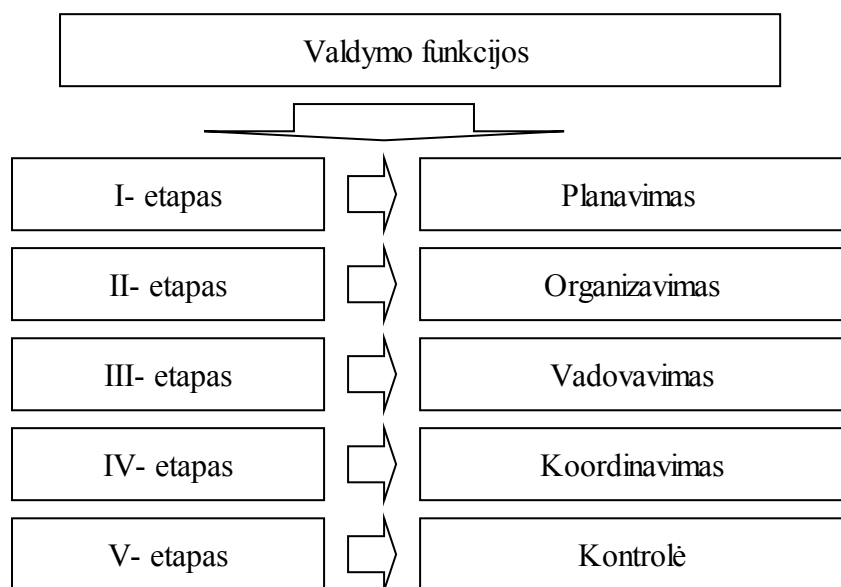 Valdymo funkcijos
I- etapas
Planavimas
II- etapas
Organizavimas
III- etapas
Vadovavimas
IV- etapas
Koordinavimas
V- etapas
Kontrolė